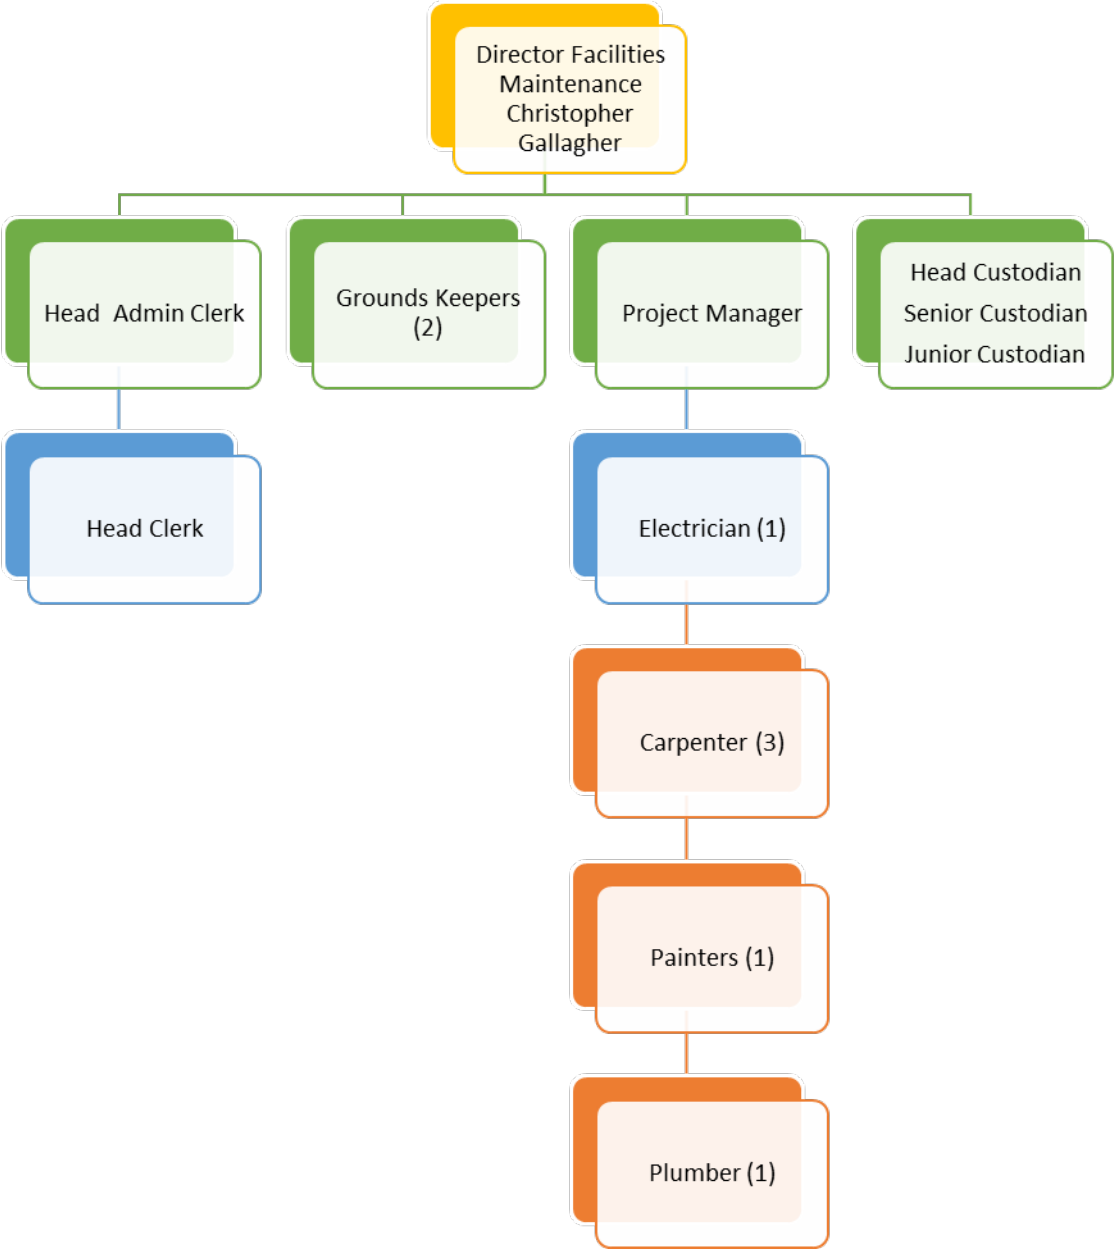 Director Facilities
Maintenance
Christopher
Gallagher
Head  Admin Clerk
Grounds Keepers
(2)
Project Manager
Head Custodian
Senior Custodian
Junior Custodian
Head Clerk
Electrician (1)
Carpenter (3)
Painters (1)
Plumber (1)